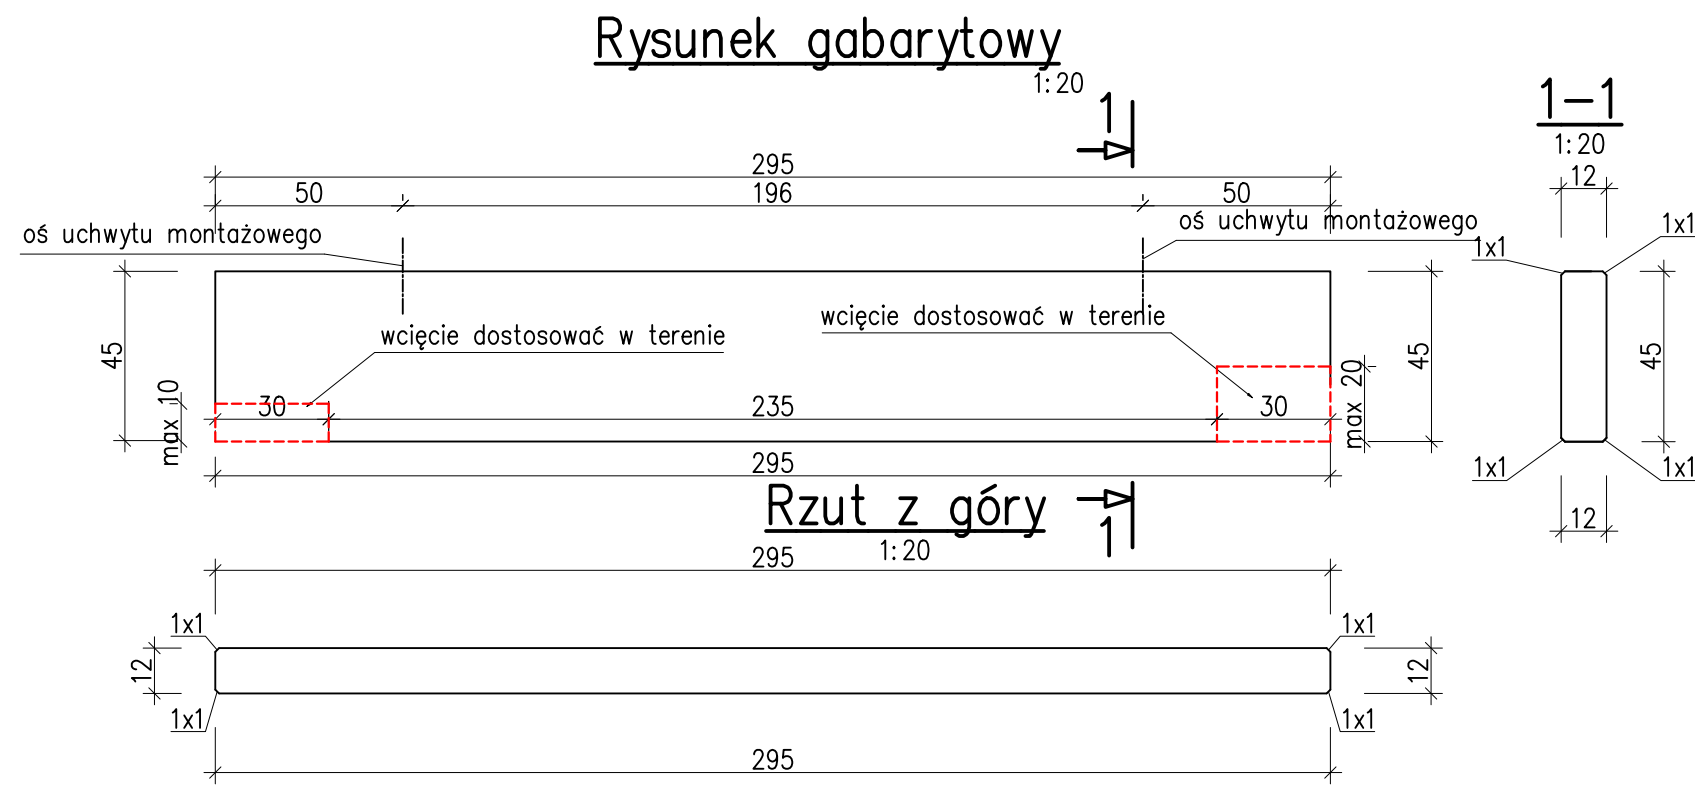 Rysunek gabarytowy
1:20
1
1-1
1:20
295
12
50 196 50
oś uchwytu montażowego
oś uchwytu montażowego
1x1
1x1
wcięcie dostosować w terenie
wcięcie dostosować w terenie
45
45
45
max 10
30
235
30
max 20
295
1x1
1x1
Rzut z góry
1:20
1
12
295
1x1
1x1
12
12
1x1
1x1
295